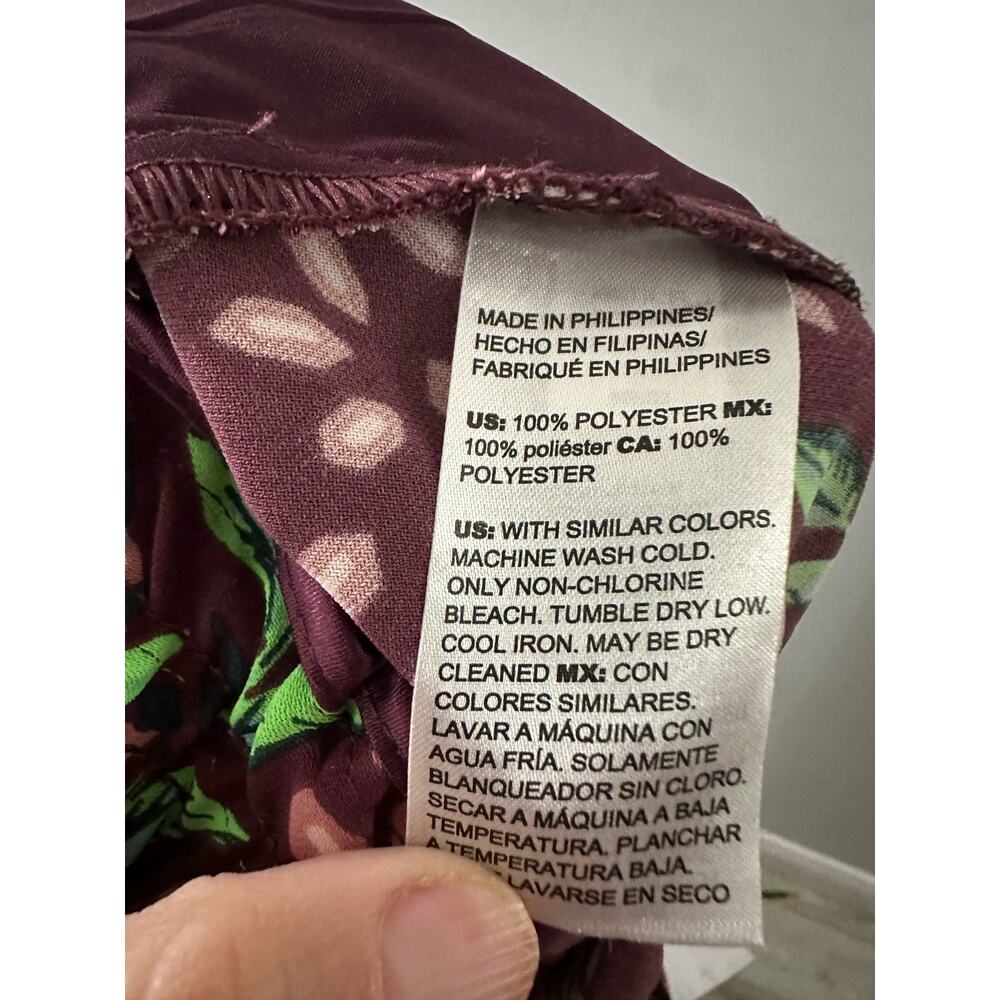 MADE IN PHILIPPINES/
HECHO EN FILIPINAS/
FABRIQUÉ EN PHILIPPINES
US: 100% POLYESTER MX:
100% poliéster CA: 100%
POLYESTER
US: WITH SIMILAR COLORS.
MACHINE WASH COLD.
ONLY NON-CHLORINE
BLEACH. TUMBLE DRY LOW.
COOL IRON. MAY BE DRY
CLEANED MX: CON
COLORES SIMILARES.
LAVAR A MÁQUINA CON
AGUA FRÍA. SOLAMENTE
BLANQUEADOR SIN CLORO.
SECAR A MÁQUINA A BAJA
TEMPERATURA. PLANCHAR
A TEMPERATURA BAJA.
LAVARSE EN SECO